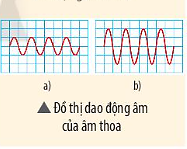 a)
b)
▲ Đồ thị dao động âm
của âm thoa